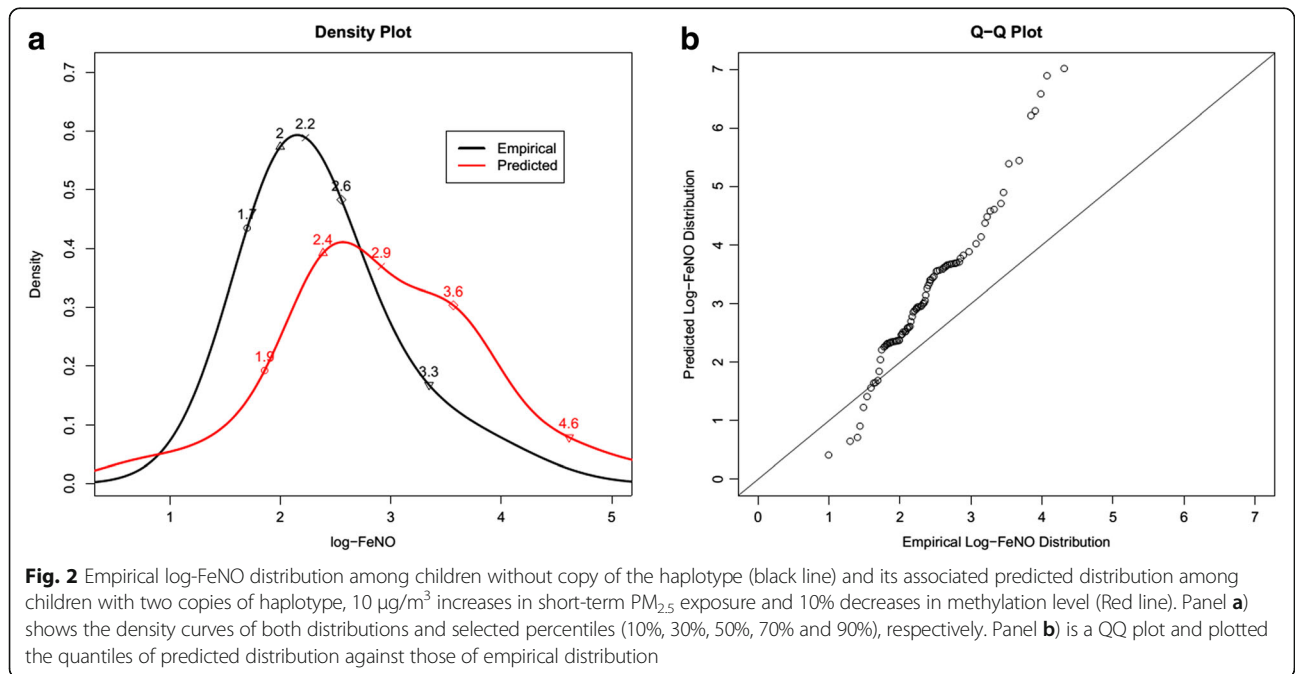 a
Density Plot
0.7
0.6
0.5
0.4
0.3
0.2
0.1
0.0
Density
1.7
2
2.2
2.6
3.3
1.9
2.4
2.9
3.6
4.6
Empirical
Predicted
1 2 3 4 5
log−FeNO
b
Q−Q Plot
7
6
5
4
3
2
1
0
Predicted Log−FeNO Distribution
0 1 2 3 4 5 6 7
Empirical Log−FeNO Distribution
Fig. 2 Empirical log-FeNO distribution among children without copy of the haplotype (black line) and its associated predicted distribution among
children with two copies of haplotype, 10 μg/m³ increases in short-term PM₂.₅ exposure and 10% decreases in methylation level (Red line). Panel a)
shows the density curves of both distributions and selected percentiles (10%, 30%, 50%, 70% and 90%), respectively. Panel b) is a QQ plot and plotted
the quantiles of predicted distribution against those of empirical distribution